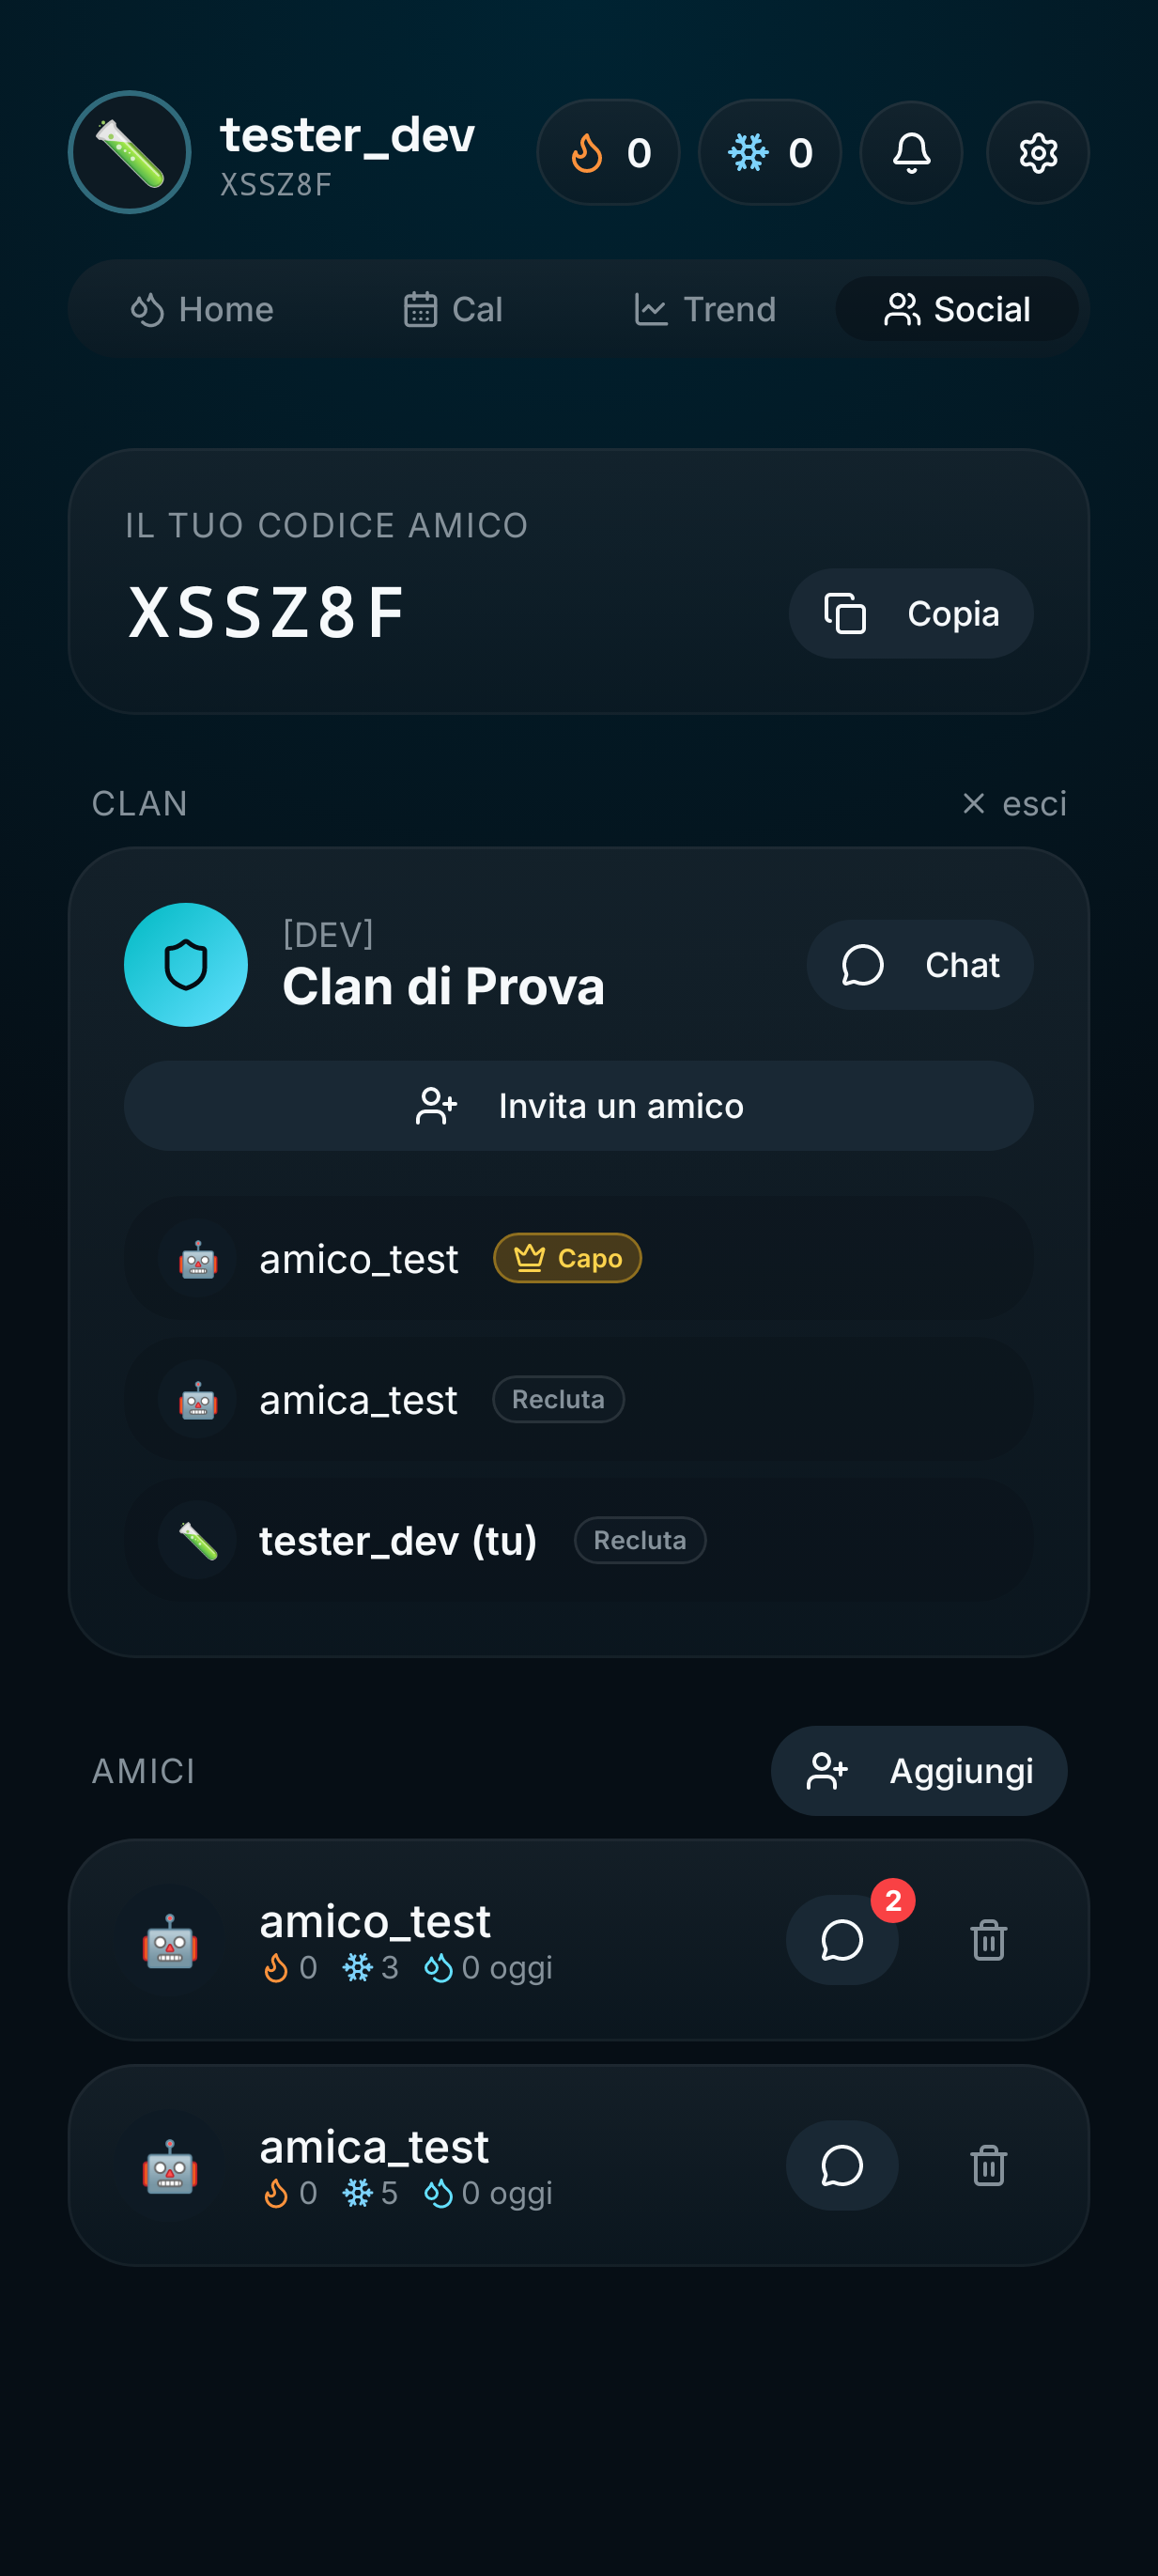 tester_dev
XSSZ8F
0
0
Home
Cal
Trend
Social
IL TUO CODICE AMICO
XSSZ8F
Copia
CLAN
esci
[DEV]
Clan di Prova
Chat
Invita un amico
amico_test
Capo
amica_test
Recluta
tester_dev (tu)
Recluta
AMICI
Aggiungi
amico_test
0 3 0 oggi
2
amica_test
0 5 0 oggi